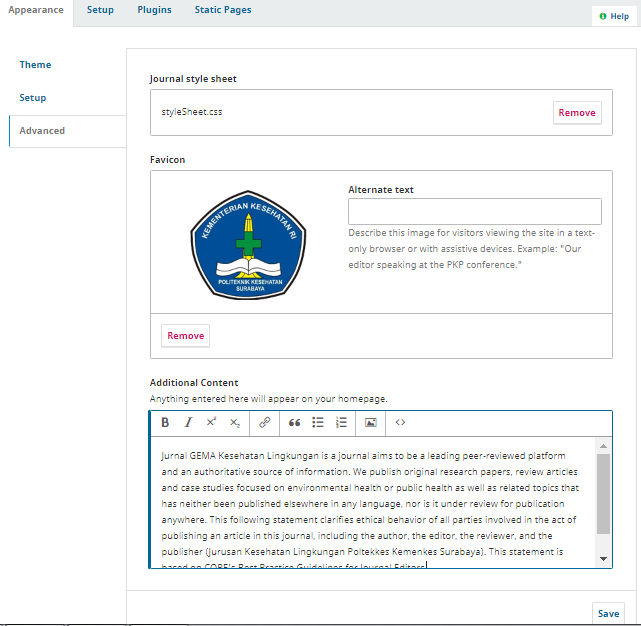 Appearance
Setup
Plugins
Static Pages
Help
Theme
Setup
Advanced
Journal style sheet
styleSheet.css
Remove
Favicon
KEMENTERIAN KESEHATAN RI
POLITEKNIK KESEHATAN
SURABAYA
Alternate text
Describe this image for visitors viewing the site in a text-
only browser or with assistive devices. Example: "Our
editor speaking at the PKP conference."
Remove
Additional Content
Anything entered here will appear on your homepage.
B I x² x₂
Jurnal GEMA Kesehatan Lingkungan is a journal aims to be a leading peer-reviewed platform
and an authoritative source of information. We publish original research papers, review articles
and case studies focused on environmental health or public health as well as related topics that
has neither been published elsewhere in any language, nor is it under review for publication
anywhere. This following statement clarifies ethical behavior of all parties involved in the act of
publishing an article in this journal, including the author, the editor, the reviewer, and the
publisher (Jurusan Kesehatan Lingkungan Poltekkes Kemenkes Surabaya). This statement is
based on COPE's Best Practice Guidelines for Journal Editors
Save